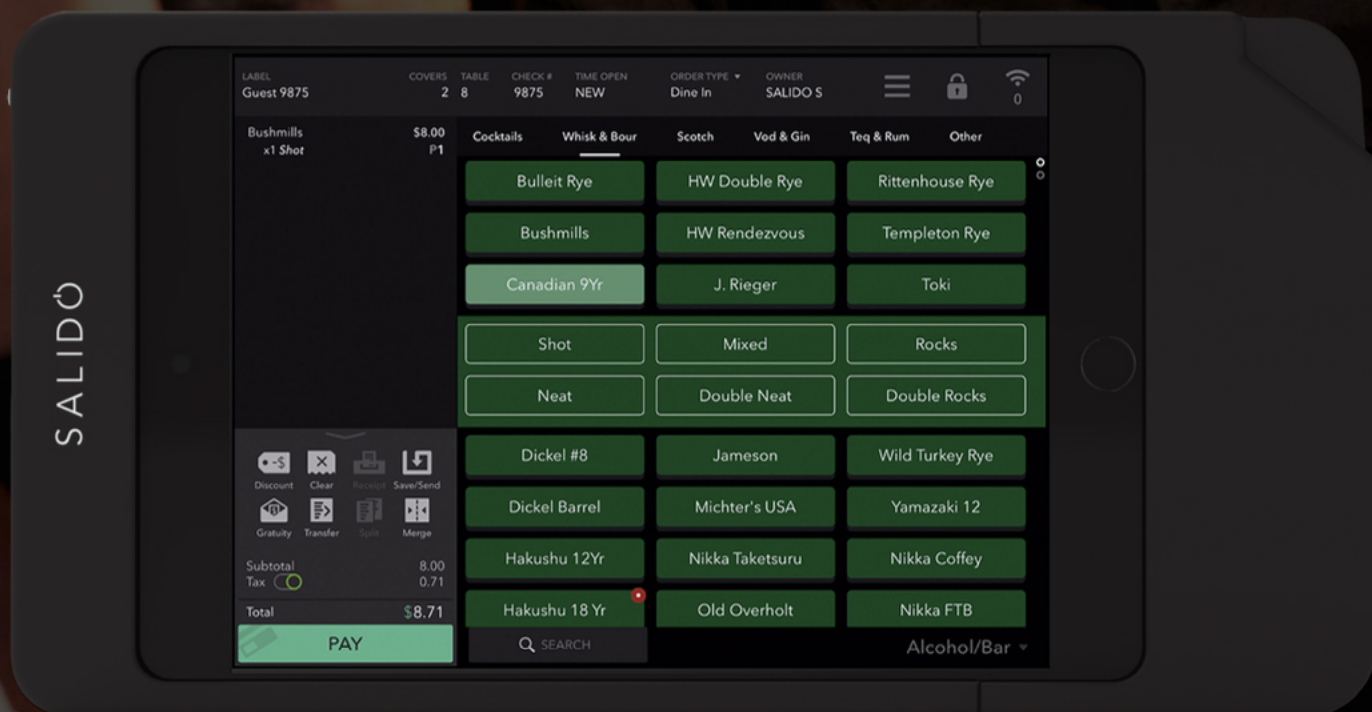 SALIDO
LABEL COVERS TABLE CHECK # TIME OPEN ORDER TYPE OWNER
Guest 9875 2 8 9875 NEW Dine In SALIDO S 0
Bushmills $8.00
x1 Shot P1
Cocktails Whisk & Bour Scotch Vod & Gin Teq & Rum Other
Bulleit Rye HW Double Rye Rittenhouse Rye
Bushmills HW Rendezvous Templeton Rye
Canadian 9Yr J. Rieger Toki
Shot Mixed Rocks
Neat Double Neat Double Rocks
Dickel #8 Jameson Wild Turkey Rye
Dickel Barrel Michter's USA Yamazaki 12
Hakushu 12Yr Nikka Taketsuru Nikka Coffey
Hakushu 18 Yr Old Overholt Nikka FTB
-$
Discount Clear Receipt Save/Send
Gratuity Transfer Split Merge
Subtotal 8.00
Tax 0.71
Total $8.71
PAY
SEARCH
Alcohol/Bar